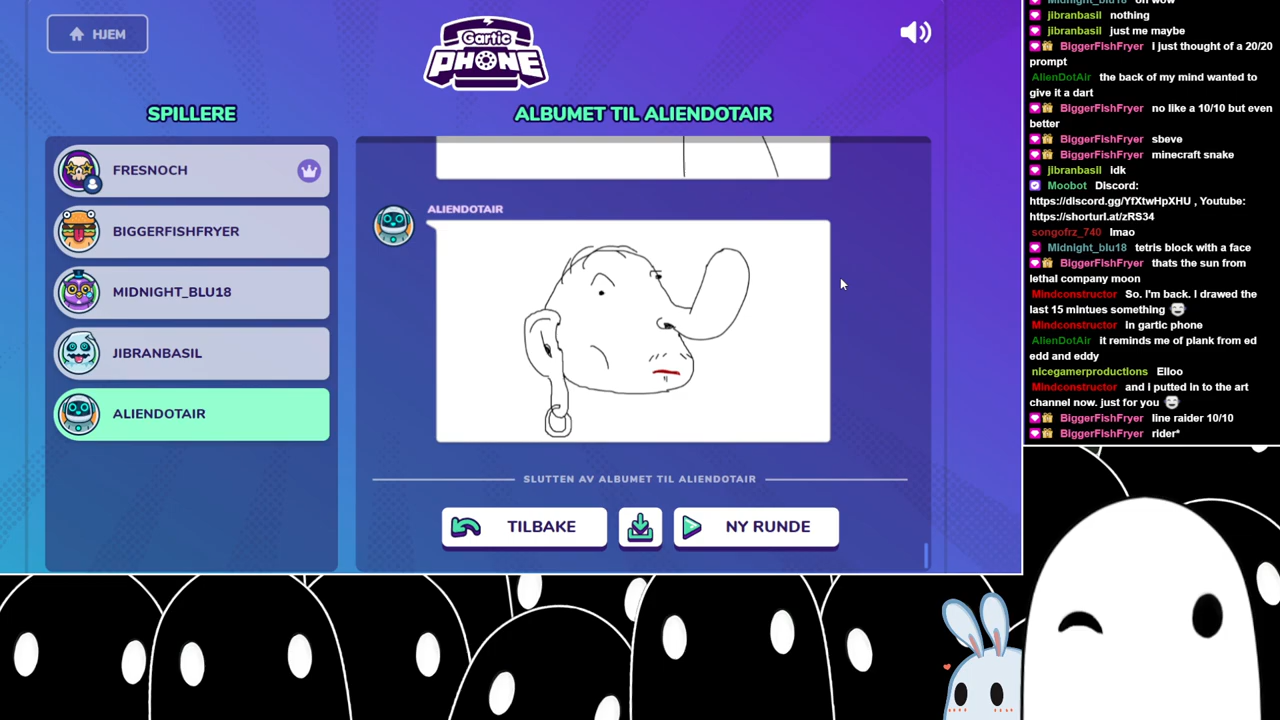 HJEM
Gartic
PHONE
SPILLERE
ALBUMET TIL ALIENDOTAIR
FRESNOCH
BIGGERFISHFRYER
MIDNIGHT_BLU18
JIBRANBASIL
ALIENDOTAIR
ALIENDOTAIR
SLUTTEN AV ALBUMET TIL ALIENDOTAIR
TILBAKE
NY RUNDE
Midnight_blu18 oh wow
jibranbasil nothing
jibranbasil just me maybe
BiggerFishFryer I just thought of a 20/20
prompt
AlienDotAir the back of my mind wanted to
give it a dart
BiggerFishFryer no like a 10/10 but even
better
BiggerFishFryer sbeve
BiggerFishFryer minecraft snake
jibranbasil Idk
Moobot Discord:
https://discord.gg/YfXtwHpXHU , Youtube:
https://shorturl.at/zRS34
songofrz_740 lmao
Midnight_blu18 tetris block with a face
BiggerFishFryer thats the sun from
lethal company moon
Mindconstructor So. I'm back. I drawed the
last 15 mintues something
Mindconstructor in gartic phone
AlienDotAir it reminds me of plank from ed
edd and eddy
nicegamerproductions Elloo
Mindconstructor and i putted in to the art
channel now. just for you
BiggerFishFryer line raider 10/10
BiggerFishFryer rider*